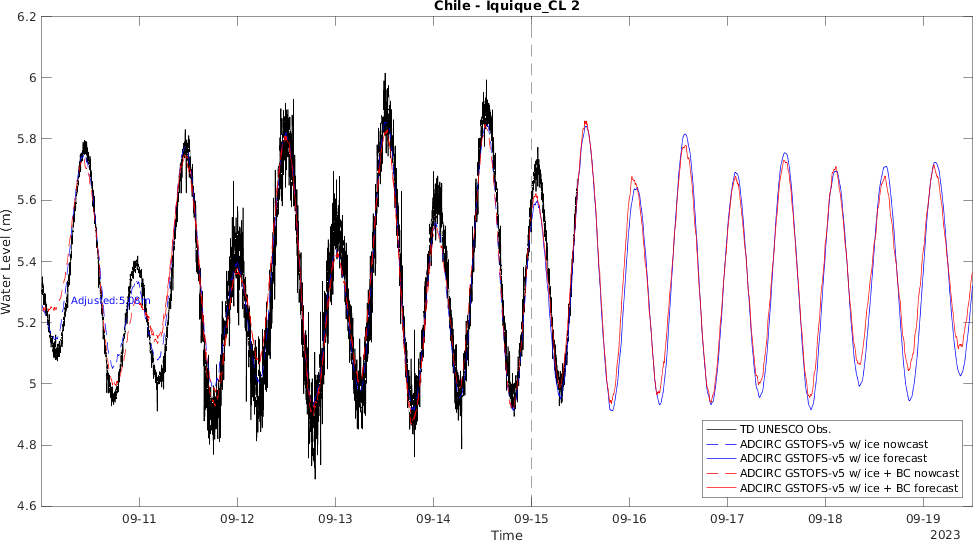 Chile - Iquique_CL 2
6.2
6
5.8
5.6
5.4
5.2
5
4.8
4.6
Water Level (m)
Adjusted:5.08m
TD UNESCO Obs.
ADCIRC GSTOFS-v5 w/ ice nowcast
ADCIRC GSTOFS-v5 w/ ice forecast
ADCIRC GSTOFS-v5 w/ ice + BC nowcast
ADCIRC GSTOFS-v5 w/ ice + BC forecast
09-11 09-12 09-13 09-14 09-15 09-16 09-17 09-18 09-19
Time
2023